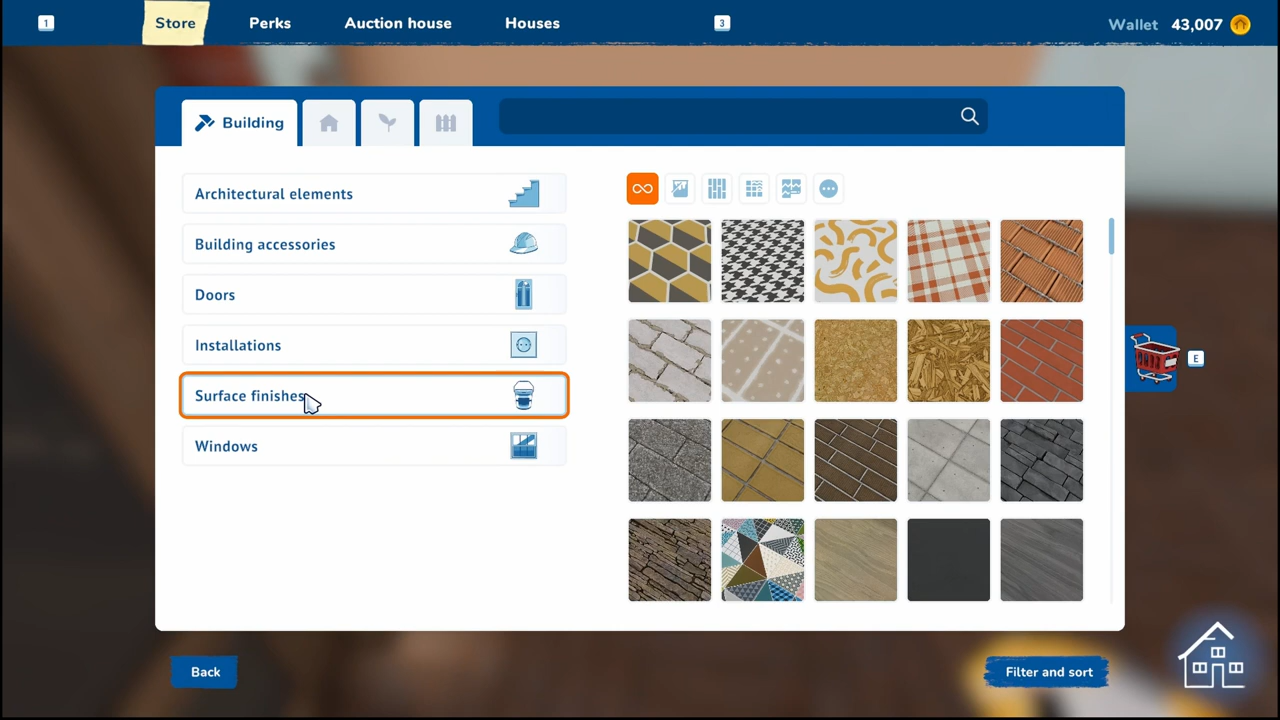 1
Store
Perks
Auction house
Houses
3
Wallet 43,007
Building
Architectural elements
Building accessories
Doors
Installations
Surface finishes
Windows
E
Back
Filter and sort